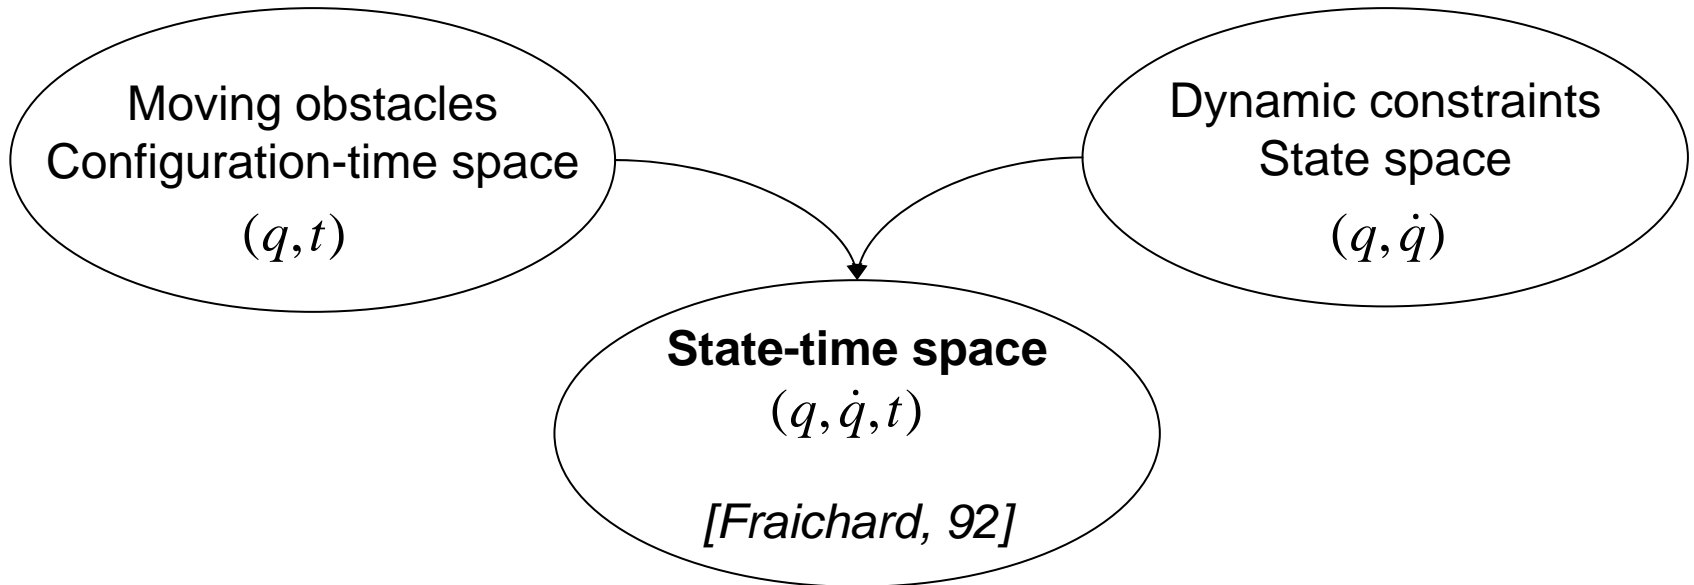 Moving obstacles
Configuration-time space
(q,t)
Dynamic constraints
State space
(q,q̇)
State-time space
(q,q̇,t)
[Fraichard, 92]